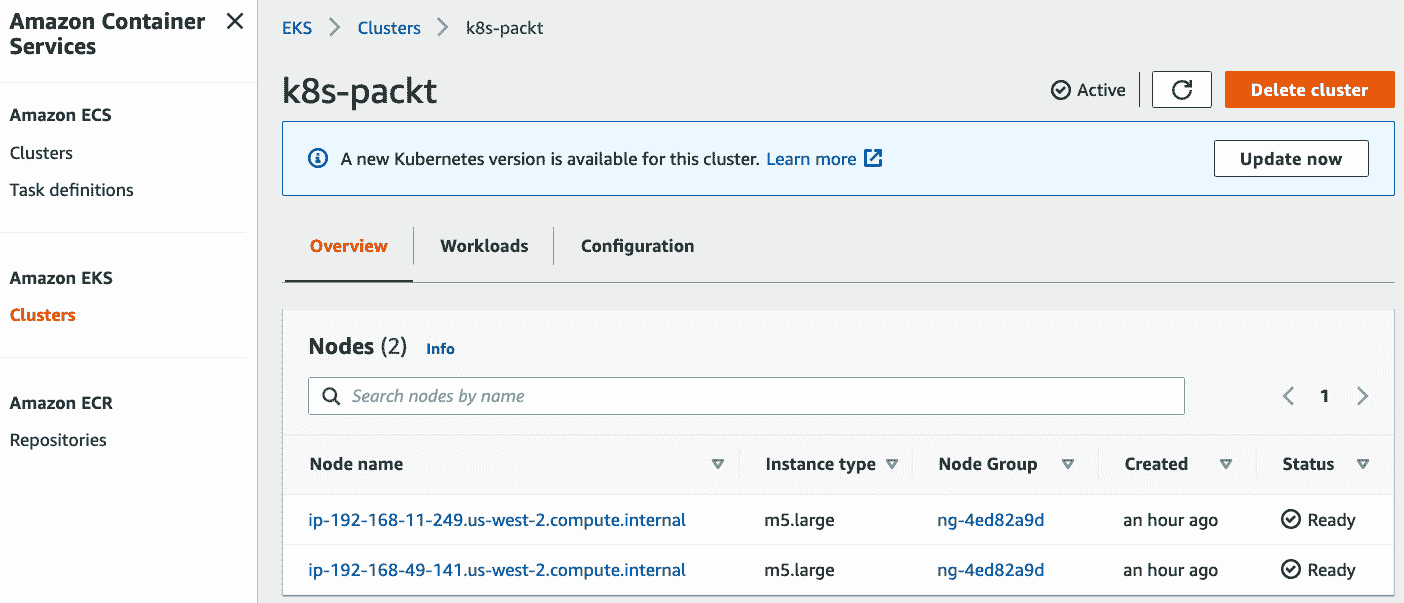 Amazon Container
Services
Amazon ECS
Clusters
Task definitions
Amazon EKS
Clusters
Amazon ECR
Repositories
EKS Clusters k8s-packt
k8s-packt
Active
Delete cluster
A new Kubernetes version is available for this cluster. Learn more
Update now
Overview Workloads Configuration
Nodes (2) Info
Search nodes by name
1
Node name Instance type Node Group Created Status
ip-192-168-11-249.us-west-2.compute.internal m5.large ng-4ed82a9d an hour ago Ready
ip-192-168-49-141.us-west-2.compute.internal m5.large ng-4ed82a9d an hour ago Ready